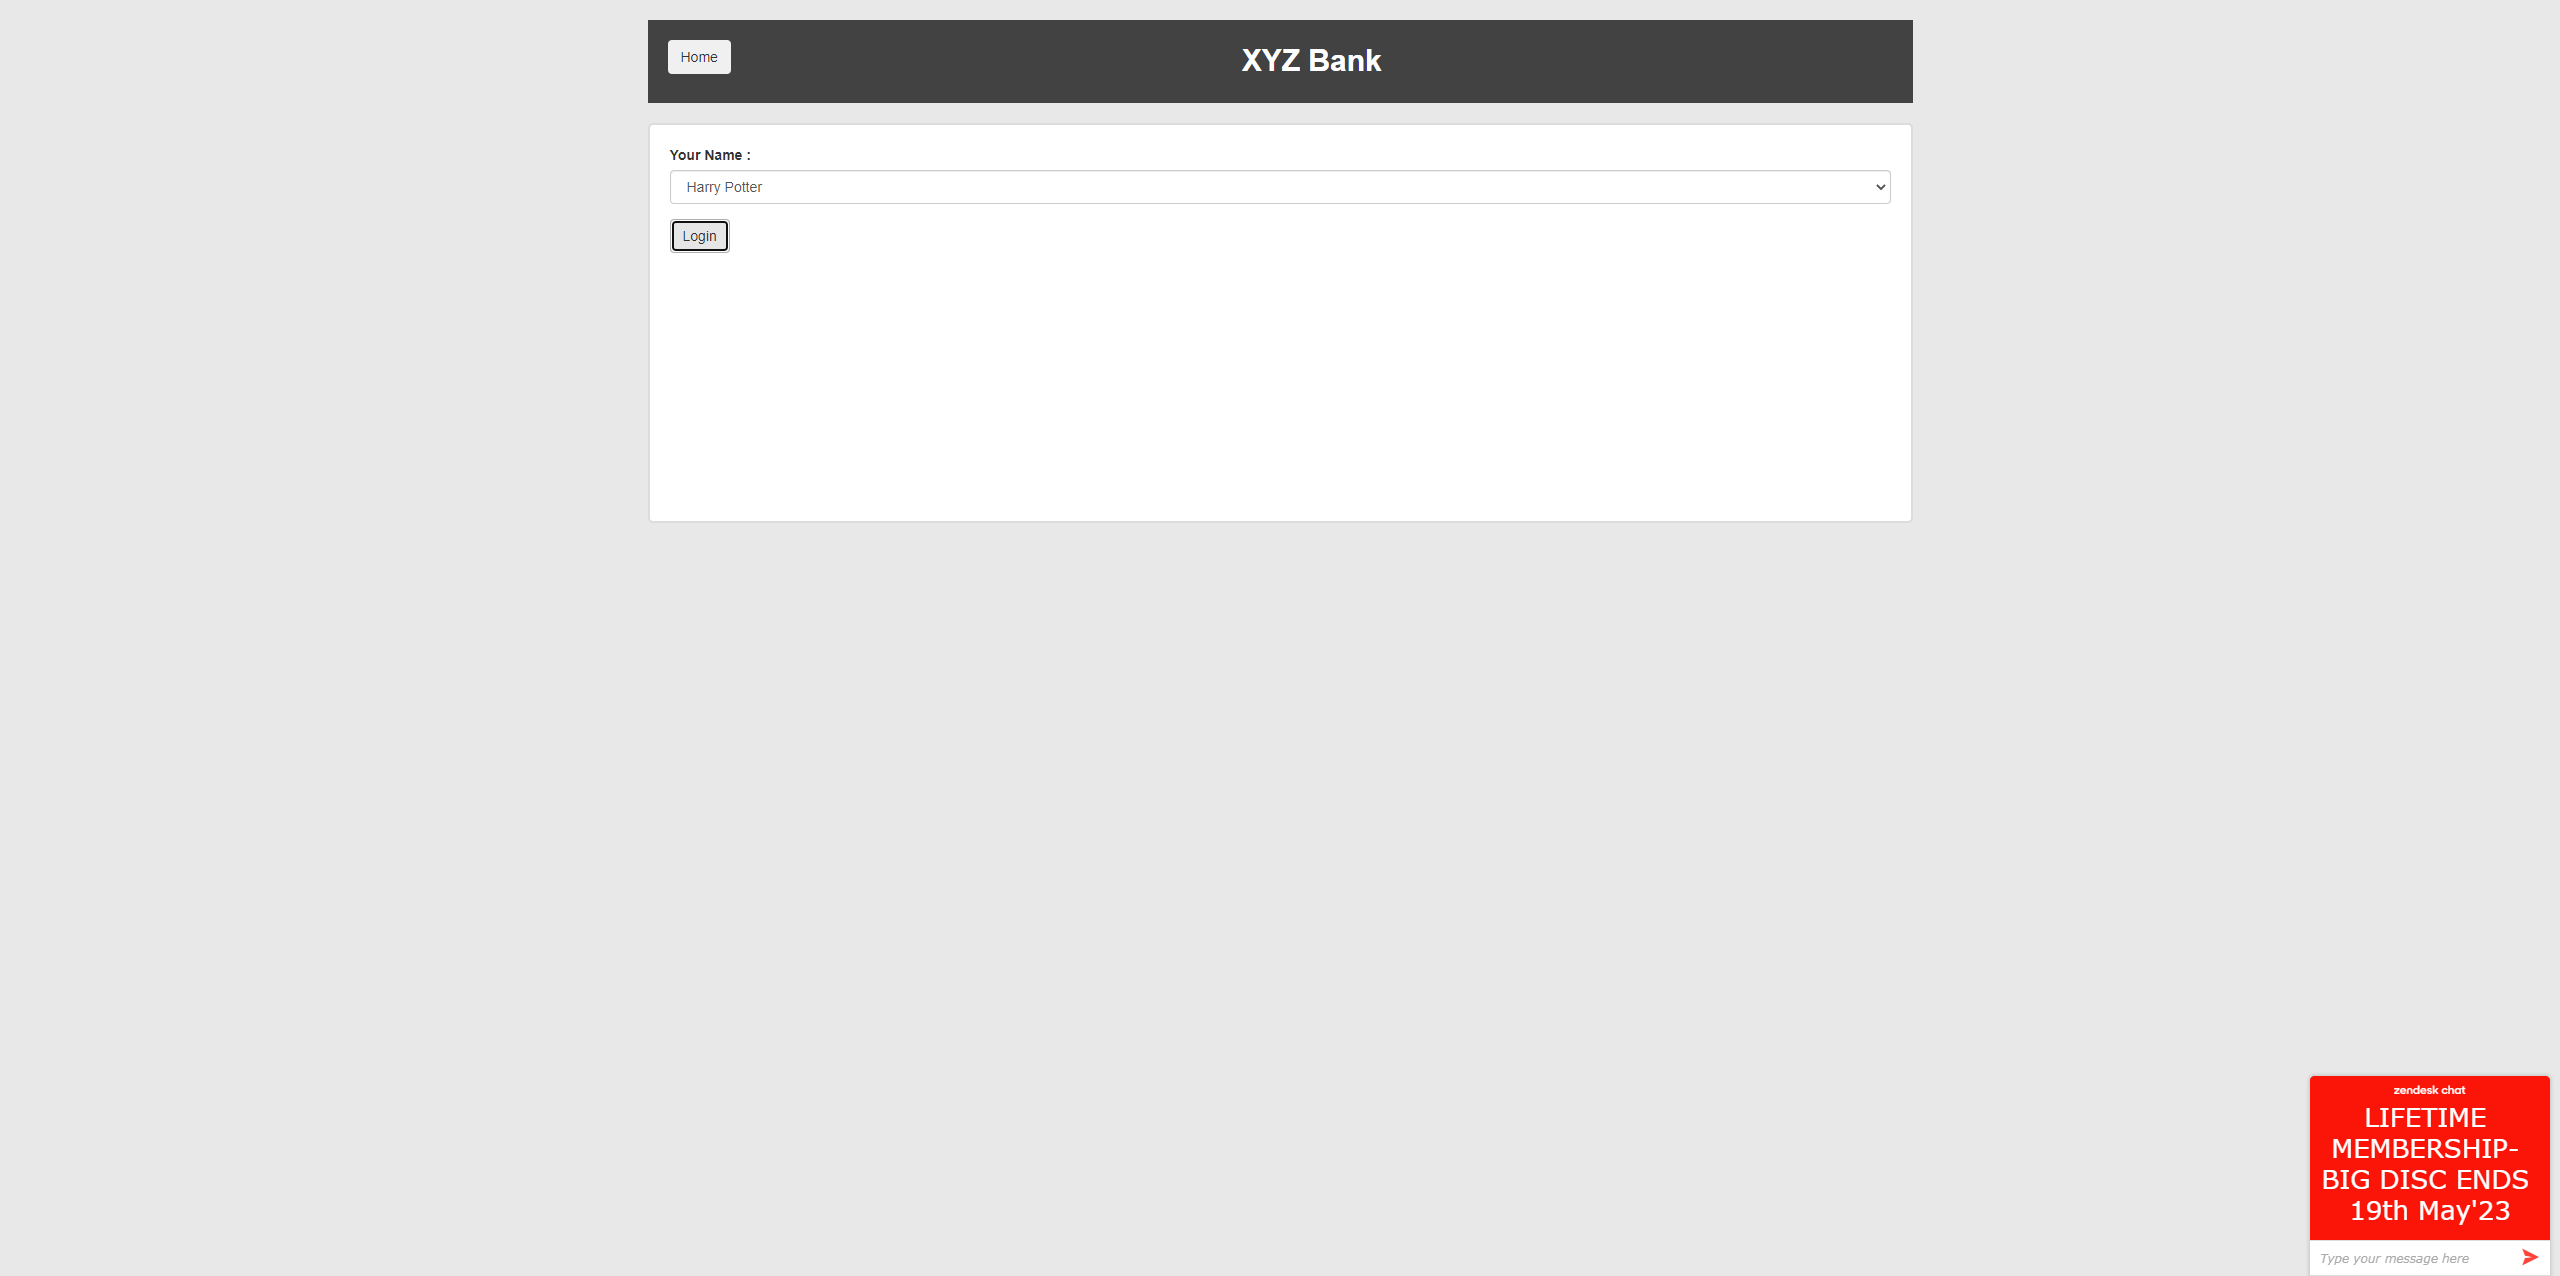 Home
XYZ Bank
Your Name :
Harry Potter
Login
zendesk chat
LIFETIME
MEMBERSHIP-
BIG DISC ENDS
19th May'23
Type your message here